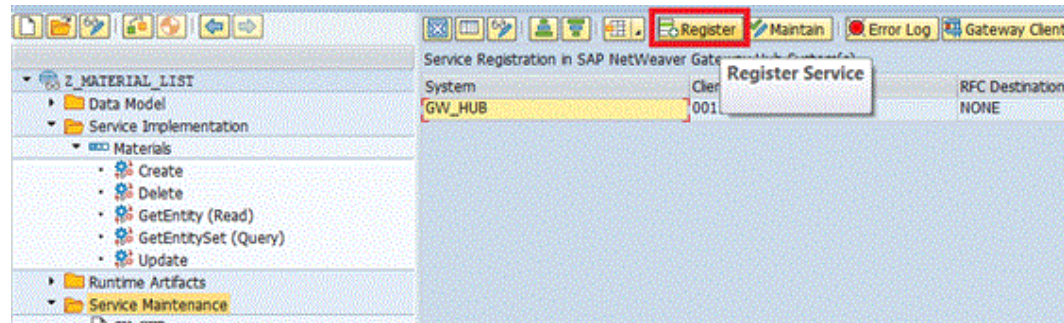 Register Maintain Error Log Gateway Client
Service Registration in SAP NetWeaver Gateway Hub System(s)
Register Service
System Clier RFC Destination
GW_HUB 001 NONE
Z_MATERIAL_LIST
Data Model
Service Implementation
Materials
Create
Delete
GetEntity (Read)
GetEntitySet (Query)
Update
Runtime Artifacts
Service Maintenance